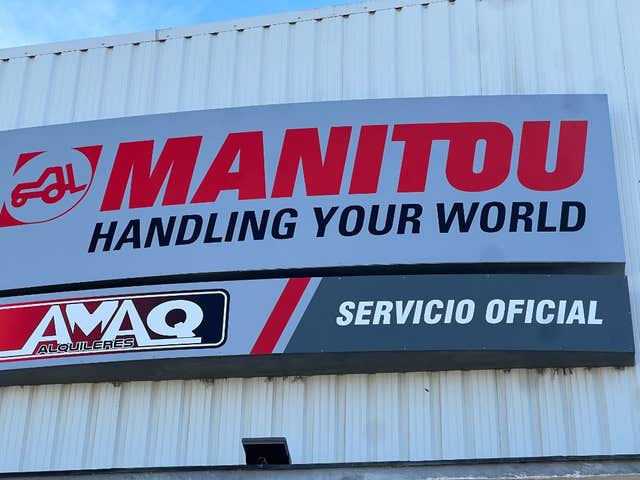 MANITOU
HANDLING YOUR WORLD
AMAQ
ALQUILERES
SERVICIO OFICIAL